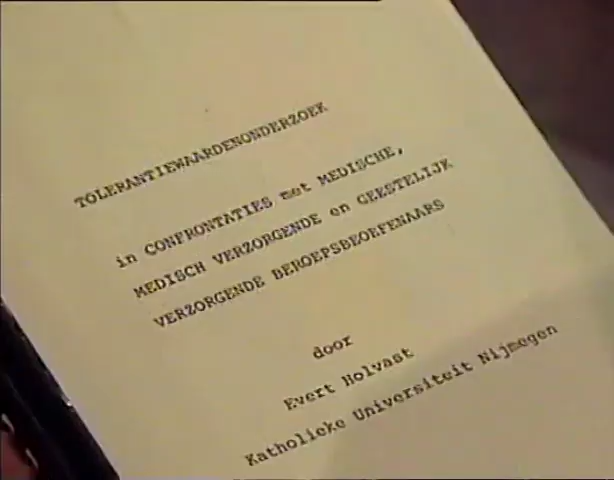 TOLERANTIEWAARDENONDERZOEK
in CONFRONTATIES met MEDISCHE,
MEDISCH VERZORGENDE en GEESTELIJK
VERZORGENDE BEROEPSBEOEFENAARS
door
Evert Holvast
Katholieke Universiteit Nijmegen